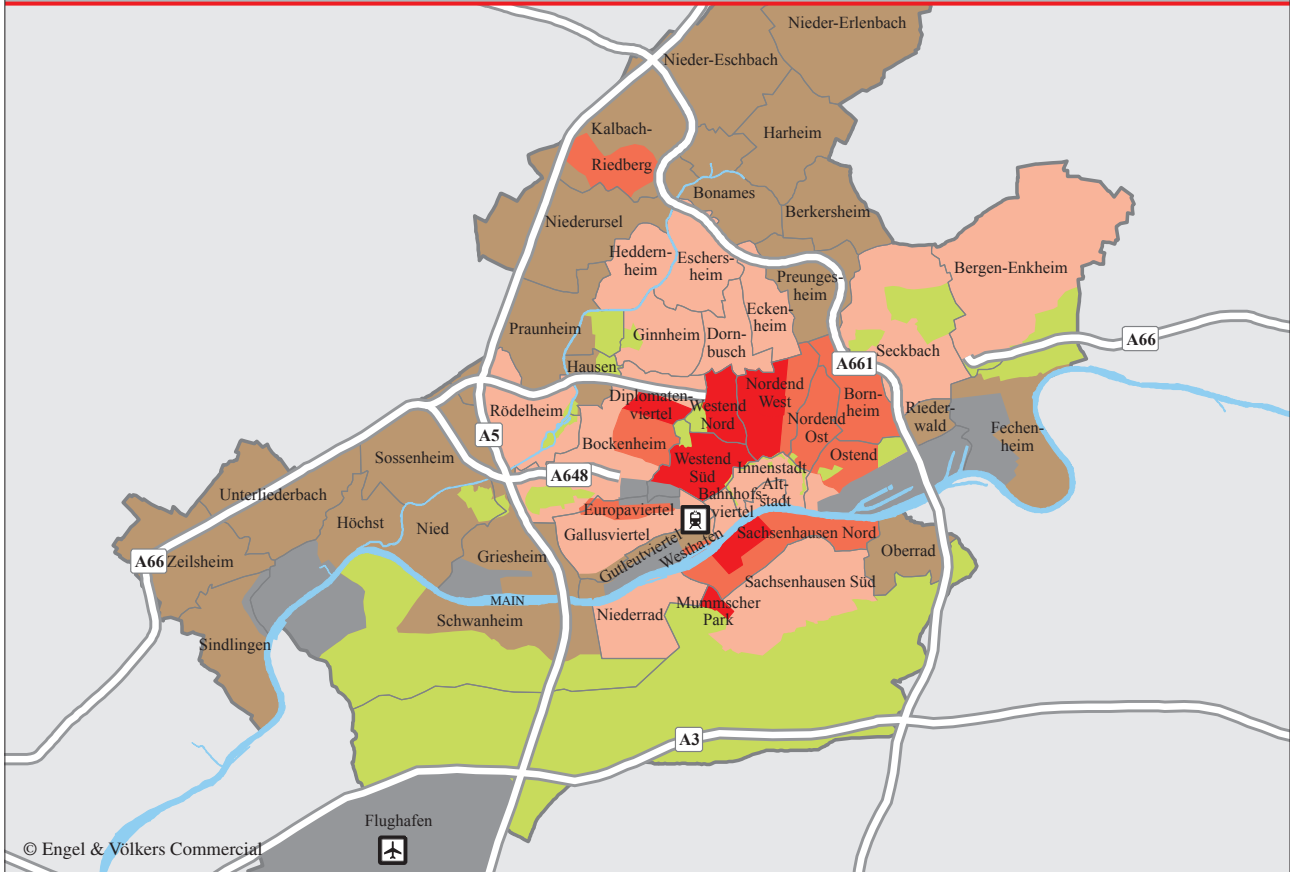 Nieder-Erlenbach
Nieder-Eschbach
Kalbach-
Riedberg
Harheim
Bonames
Berkersheim
Niederursel
Heddern-
heim
Eschers-
heim
Preunges-
heim
Bergen-Enkheim
Ecken-
heim
Praunheim
Ginnheim
Dorn-
busch
Hausen
A661
Seckbach
A66
Rödelheim
Diplomaten-
viertel
Westend
Nord
Nordend
West
Nordend
Ost
Born-
heim
Rieder-
wald
Fechen-
heim
A5
Bockenheim
Ostend
Sossenheim
Westend
Süd
Innenstadt
Alt-
stadt
A648
Bahnhofs-
viertel
Unterliederbach
Höchst
Nied
Europaviertel
Gallusviertel
Sachsenhausen Nord
Griesheim
Gutleutviertel
Westhafen
Oberrad
A66
Zeilsheim
Sachsenhausen Süd
MAIN
Mummscher
Park
Niederrad
Schwanheim
Sindlingen
A3
Flughafen
© Engel & Völkers Commercial